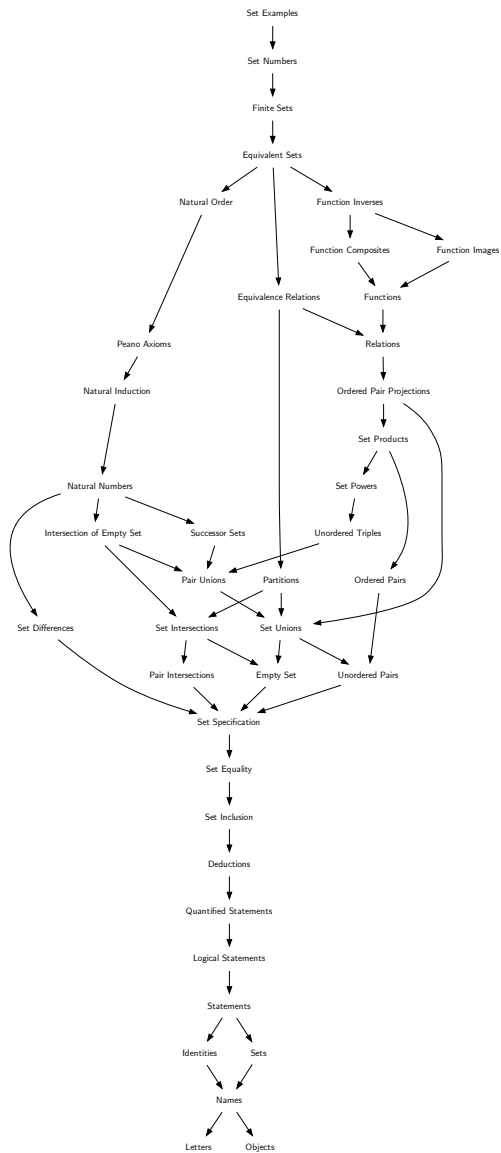 Set Examples
Set Numbers
Finite Sets
Equivalent Sets
Natural Order
Function Inverses
Function Composites
Function Images
Equivalence Relations
Functions
Peano Axioms
Relations
Natural Induction
Ordered Pair Projections
Set Products
Natural Numbers
Set Powers
Intersection of Empty Set
Successor Sets
Unordered Triples
Pair Unions
Partitions
Ordered Pairs
Set Differences
Set Intersections
Set Unions
Pair Intersections
Empty Set
Unordered Pairs
Set Specification
Set Equality
Set Inclusion
Deductions
Quantified Statements
Logical Statements
Statements
Identities
Sets
Names
Letters
Objects